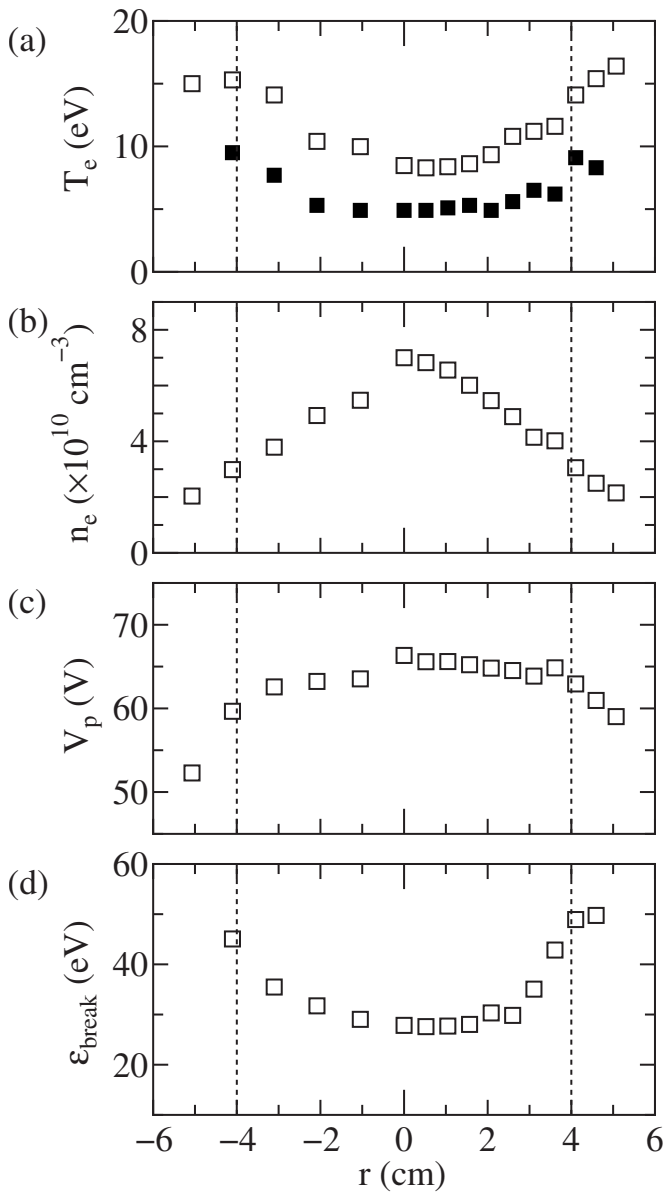 (a)
20
10
0
T_e (eV)
(b)
8
4
0
n_e (×10^10 cm^−3)
(c)
70
60
50
V_p (V)
(d)
60
40
20
ε_break (eV)
−6 −4 −2 0 2 4 6
r (cm)